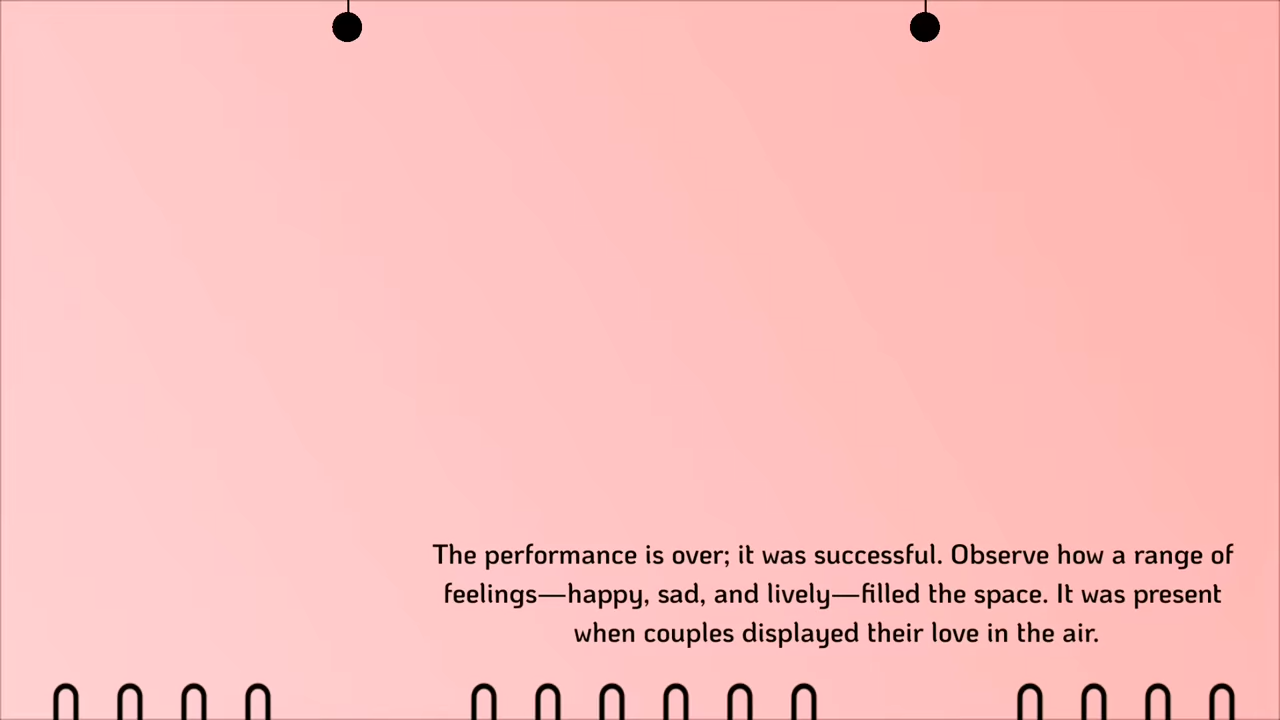 The performance is over; it was successful. Observe how a range of
feelings—happy, sad, and lively—filled the space. It was present
when couples displayed their love in the air.